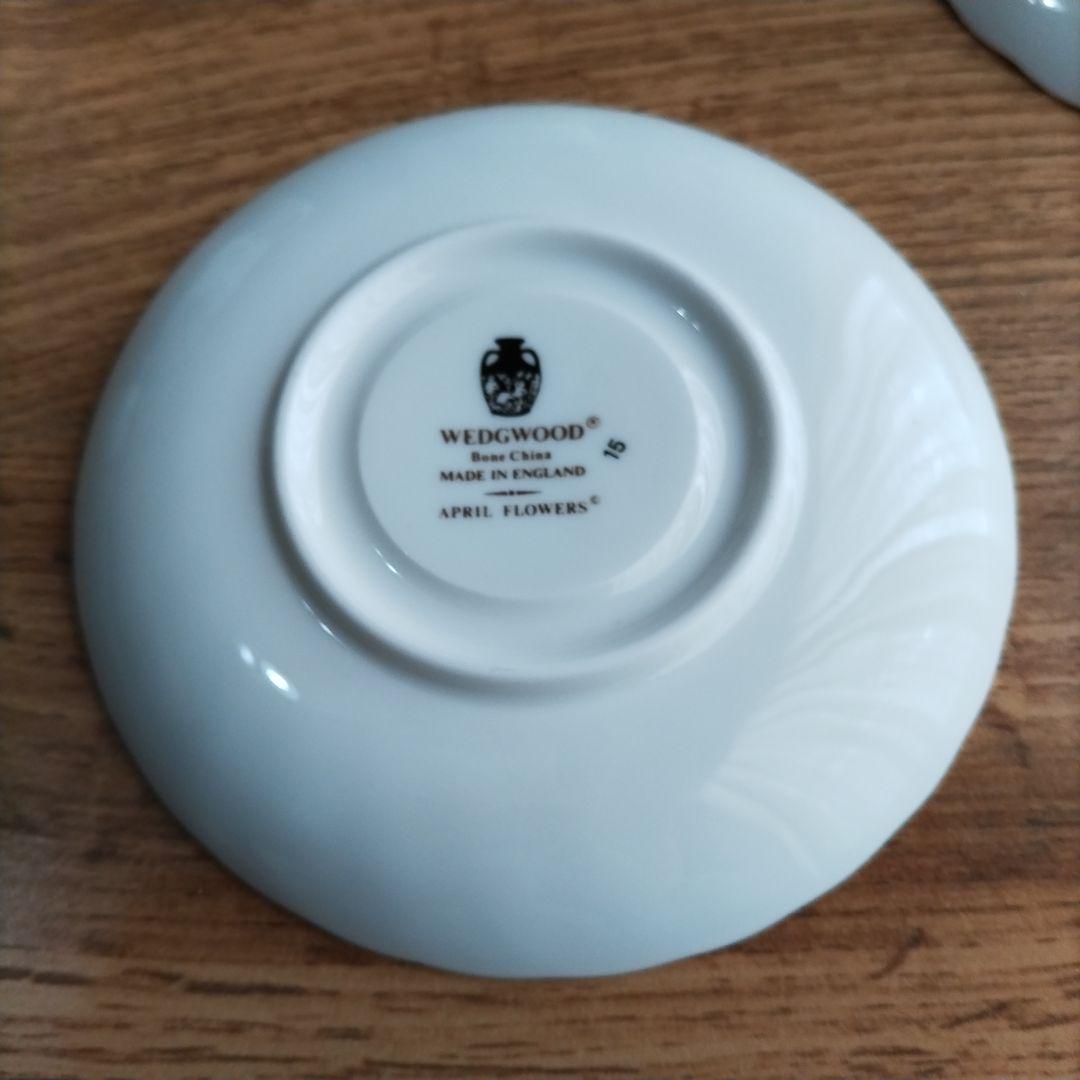 WEDGWOOD®
Bone China
MADE IN ENGLAND
APRIL FLOWERS©
15